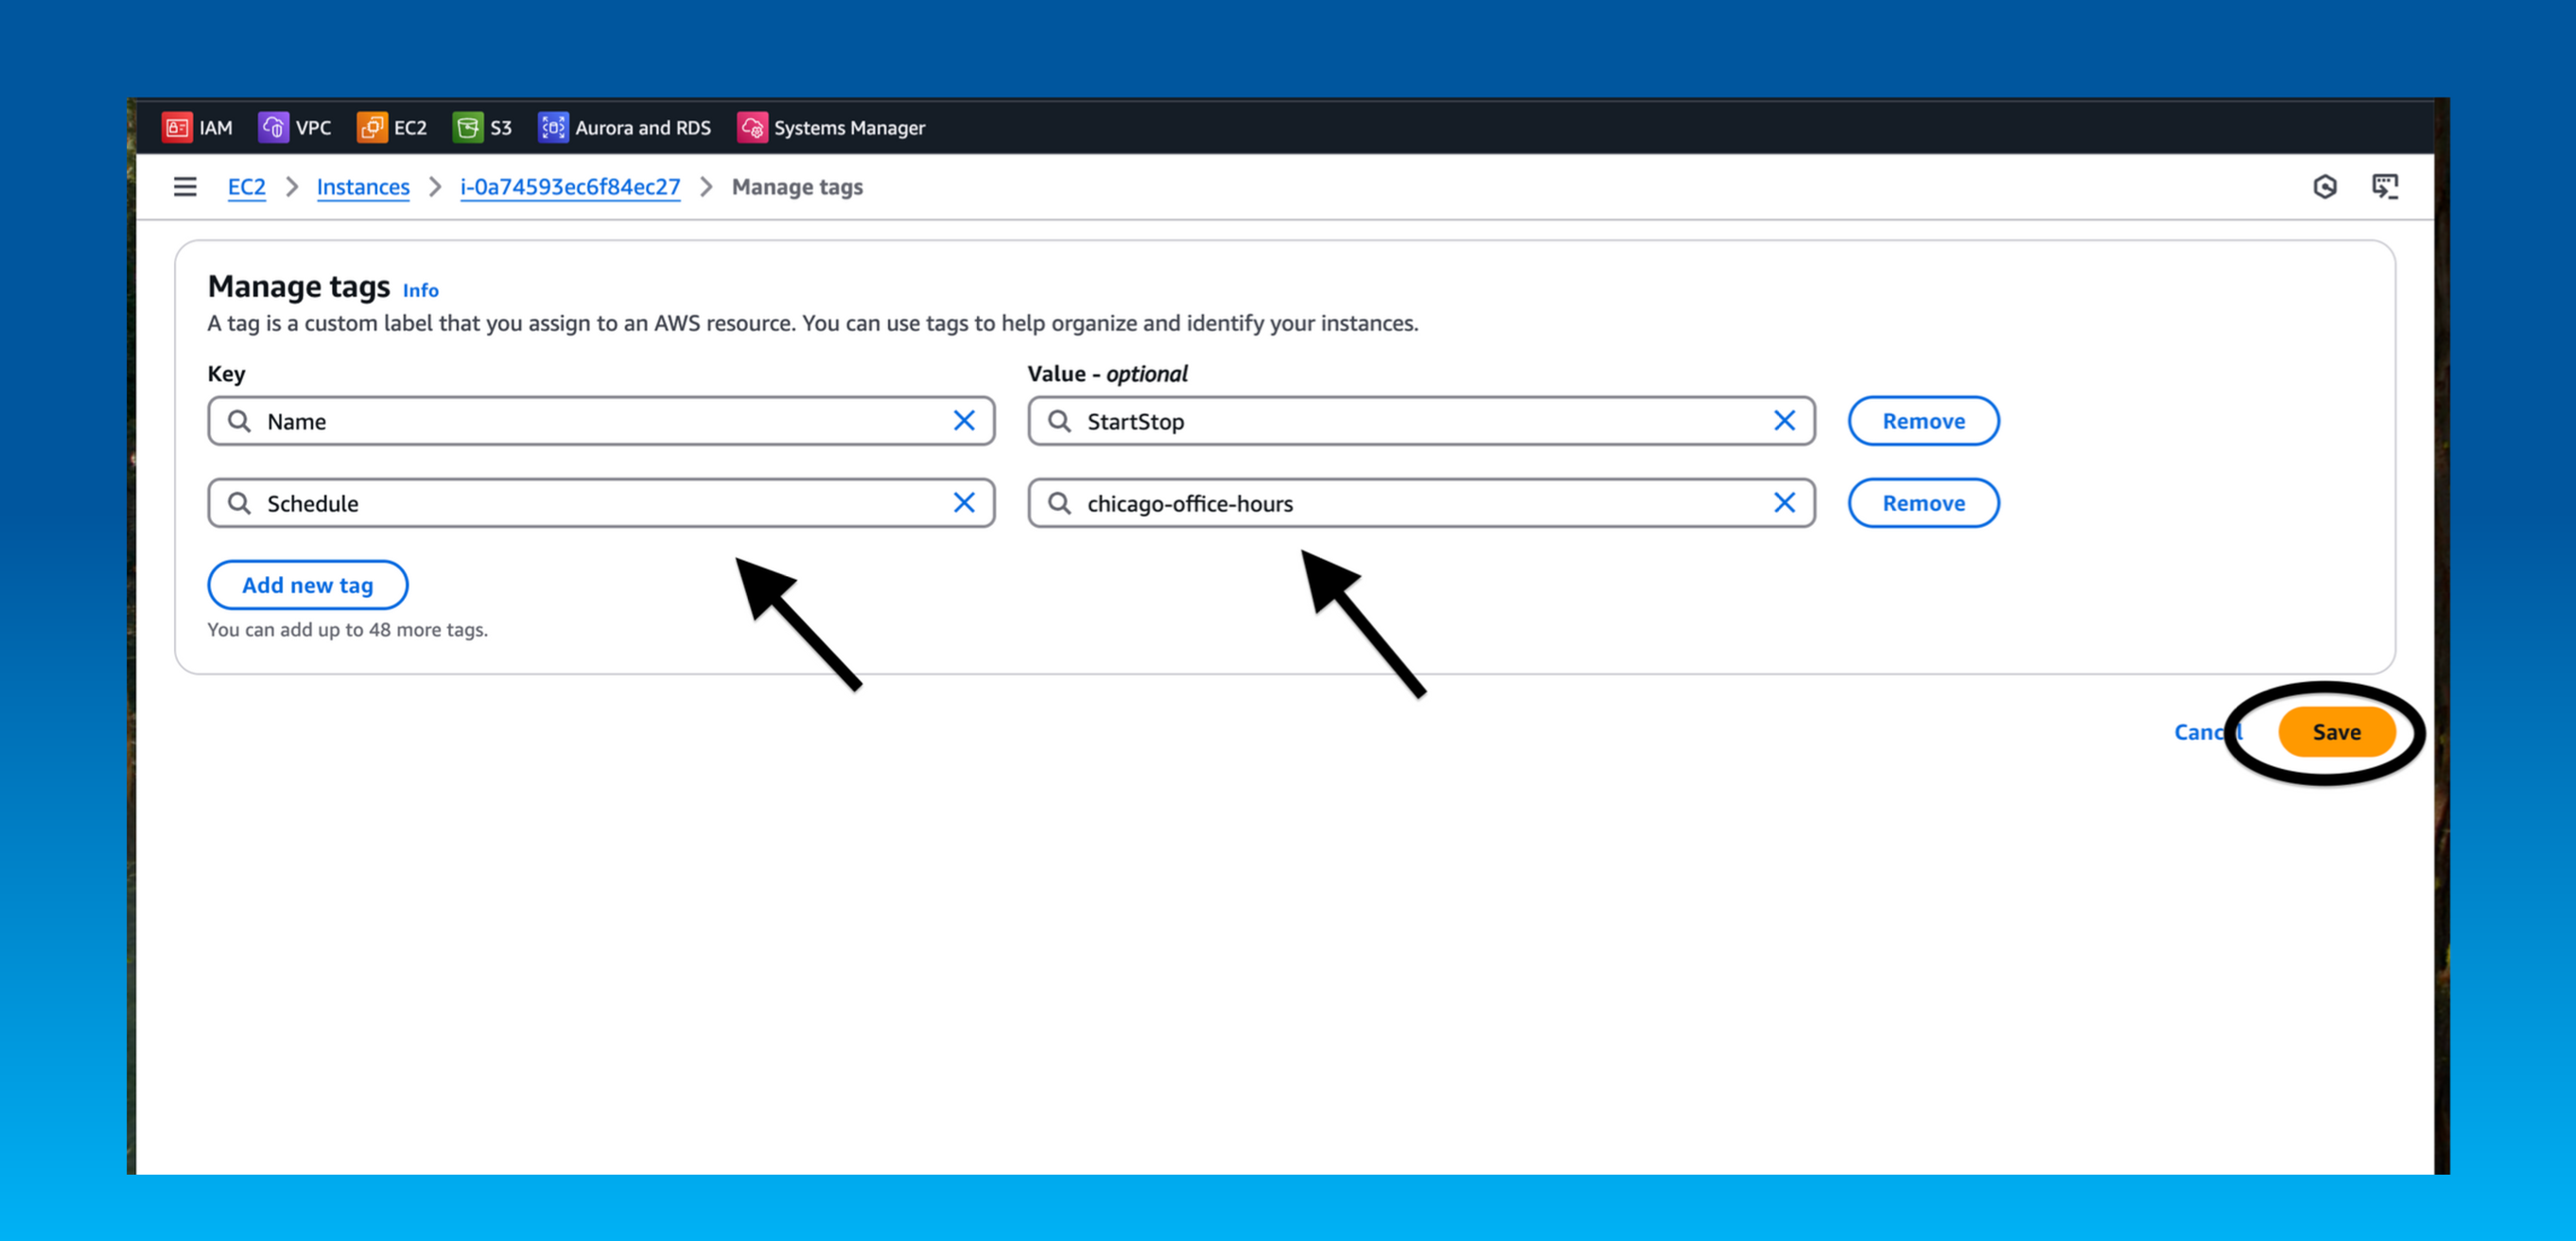 IAM VPC EC2 S3 Aurora and RDS Systems Manager
EC2 Instances i-0a74593ec6f84ec27 Manage tags
Manage tags Info
A tag is a custom label that you assign to an AWS resource. You can use tags to help organize and identify your instances.
Key Value - optional
Name StartStop Remove
Schedule chicago-office-hours Remove
Add new tag
You can add up to 48 more tags.
Cancel Save